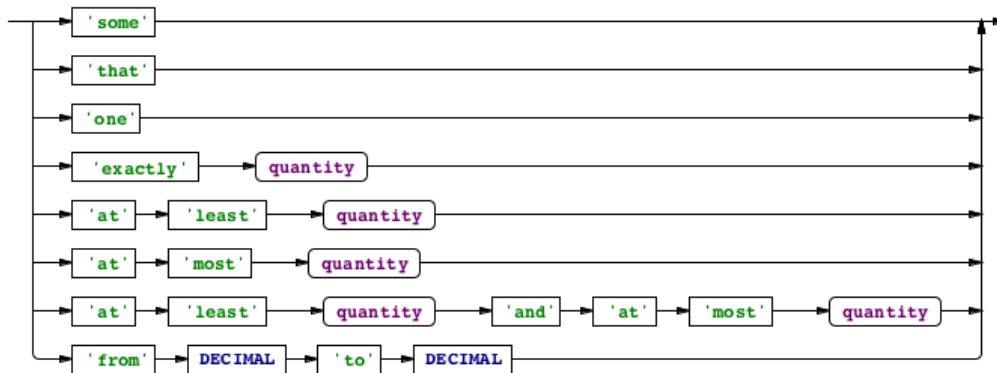 'some'
'that'
'one'
'exactly' quantity
'at' 'least' quantity
'at' 'most' quantity
'at' 'least' quantity 'and' 'at' 'most' quantity
'from' DECIMAL 'to' DECIMAL